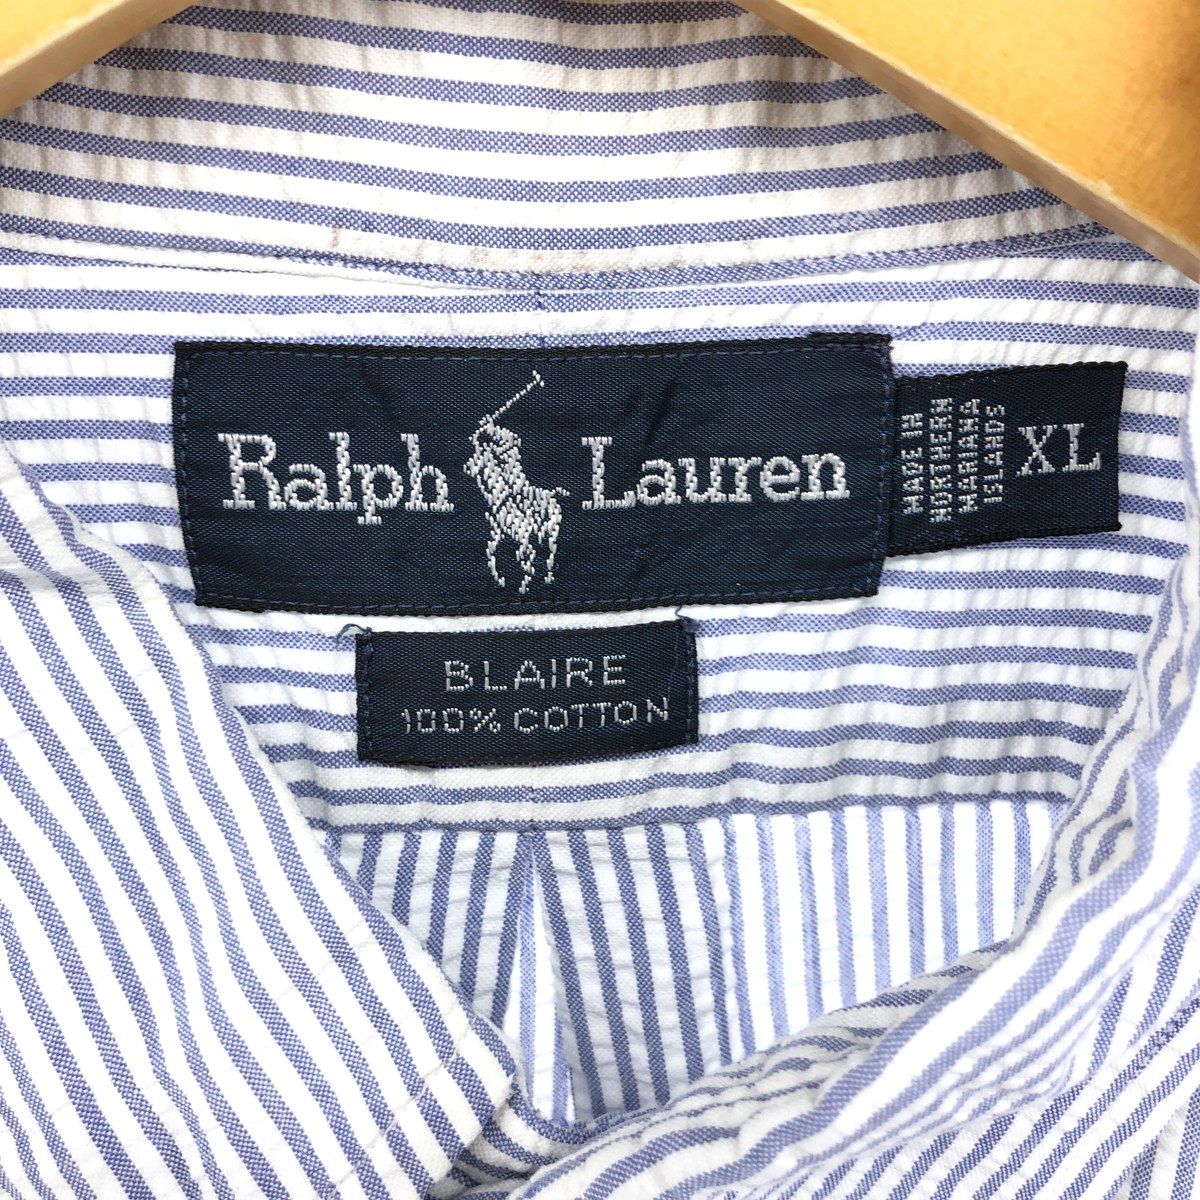 Ralph Lauren
MADE IN
NORTHERN
MARIANA
ISLANDS
XL
BLAIRE
100% COTTON